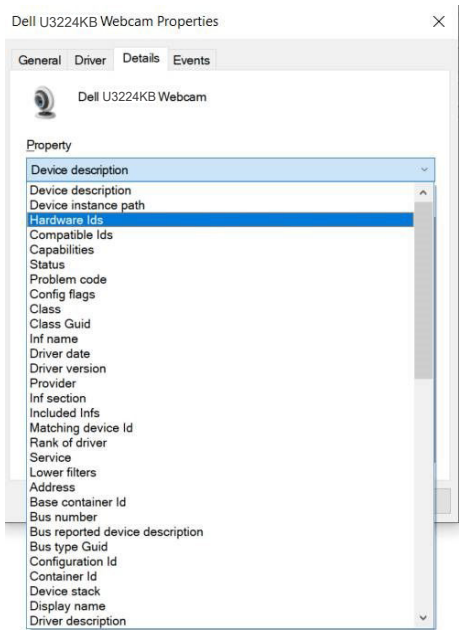 Dell U3224KB Webcam Properties
General Driver Details Events
Dell U3224KB Webcam
Property
Device description
Device description
Device instance path
Hardware Ids
Compatible Ids
Capabilities
Status
Problem code
Config flags
Class
Class Guid
Inf name
Driver date
Driver version
Provider
Inf section
Included Infs
Matching device Id
Rank of driver
Service
Lower filters
Address
Base container Id
Bus number
Bus reported device description
Bus type Guid
Configuration Id
Container Id
Device stack
Display name
Driver description